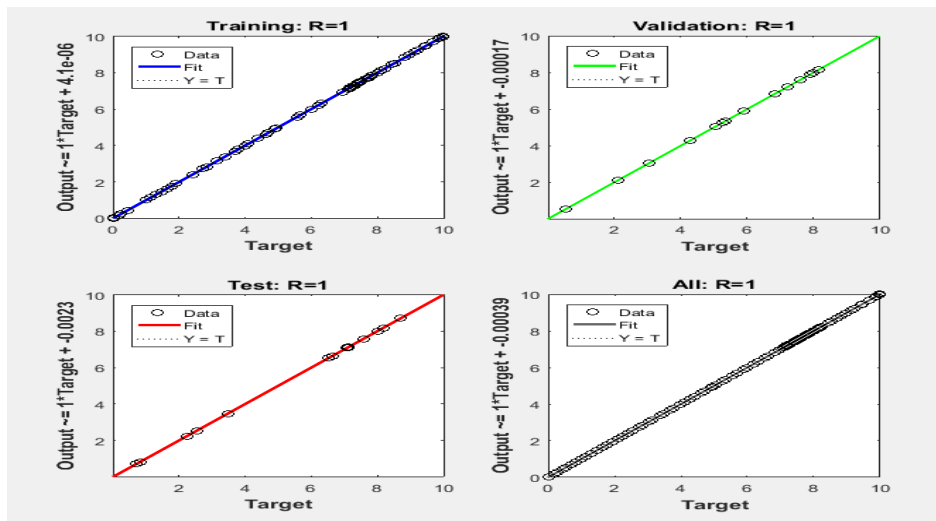 Training: R=1
Output ~= 1*Target + 4.1e-06
10
8
6
4
2
0
Data
Fit
Y = T
0 2 4 6 8 10
Target
Validation: R=1
Output ~= 1*Target + -0.00017
10
8
6
4
2
Data
Fit
Y = T
2 4 6 8 10
Target
Test: R=1
Output ~= 1*Target + -0.0023
10
8
6
4
2
Data
Fit
Y = T
2 4 6 8 10
Target
All: R=1
Output ~= 1*Target + -0.00039
10
8
6
4
2
0
Data
Fit
Y = T
0 2 4 6 8 10
Target